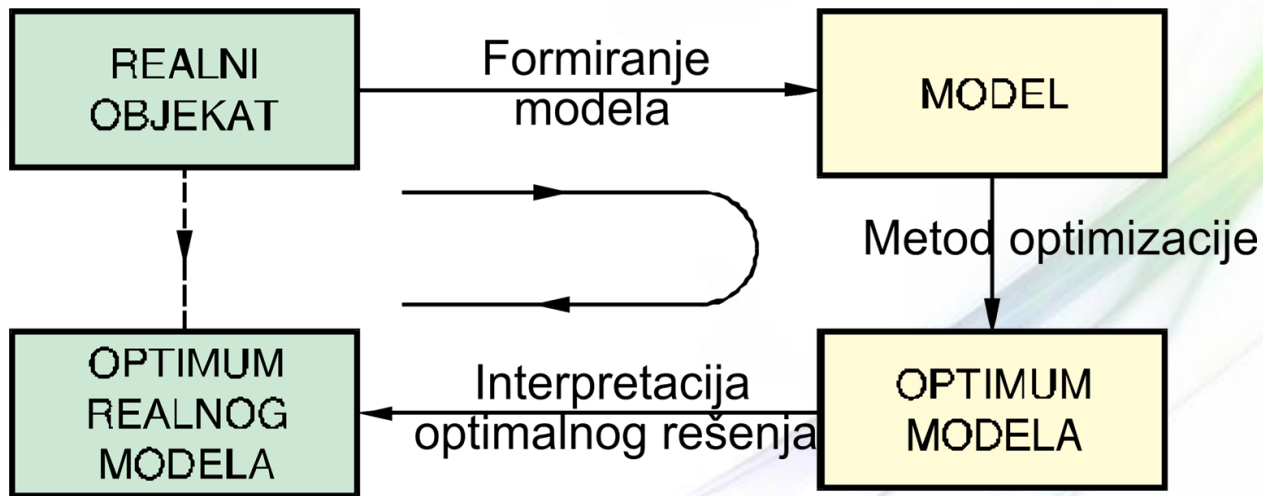 REALNI
OBJEKAT
Formiranje
modela
MODEL
Metod optimizacije
OPTIMUM
REALNOG
MODELA
Interpretacija
optimalnog rešenja
OPTIMUM
MODELA